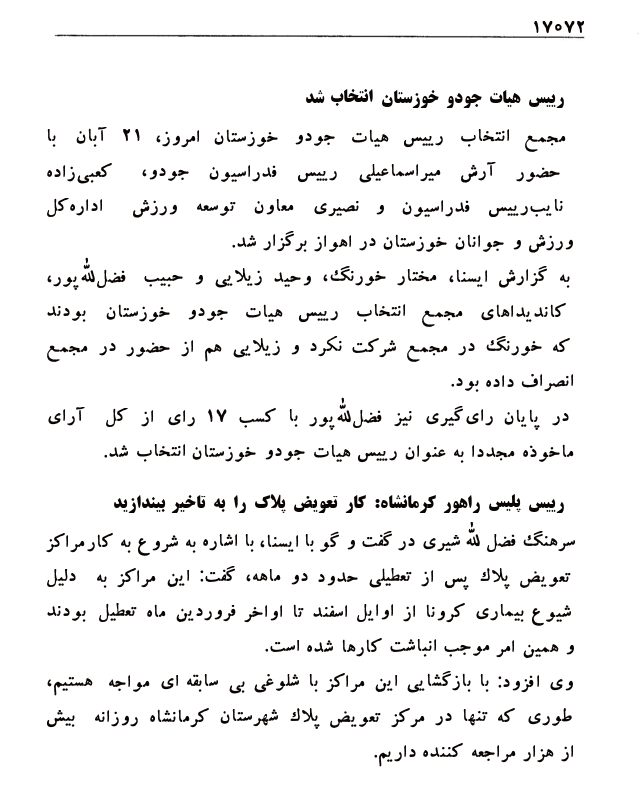 ۱۷۰۷۲
رییس هیات جودو خوزستان انتخاب شد
مجمع انتخاب رییس هیات جودو خوزستان امروز، ۲۱ آبان با
حضور آرش میراسماعیلی رییس فدراسیون جودو، کعبی‌زاده
نایب‌رییس فدراسیون و نصیری معاون توسعه ورزش اداره‌کل
ورزش و جوانان خوزستان در اهواز برگزار شد.
به گزارش ایسنا، مختار خورنگ، وحید زیلایی و حبیب فضل‌لله‌پور،
کاندیداهای مجمع انتخاب رییس هیات جودو خوزستان بودند
که خورنگ در مجمع شرکت نکرد و زیلایی هم از حضور در مجمع
انصراف داده بود.
در پایان رای‌گیری نیز فضل‌لله‌پور با کسب ۱۷ رای از کل آرای
ماخوذه مجددا به عنوان رییس هیات جودو خوزستان انتخاب شد.
رییس پلیس راهور کرمانشاه: کار تعویض پلاک را به تاخیر بیندازید
سرهنگ فضل لله شیری در گفت و گو با ایسنا، با اشاره به شروع به کار مراکز
تعویض پلاک پس از تعطیلی حدود دو ماهه، گفت: این مراکز به دلیل
شیوع بیماری کرونا از اوایل اسفند تا اواخر فروردین ماه تعطیل بودند
و همین امر موجب انباشت کارها شده است.
وی افزود: با بازگشایی این مراکز با شلوغی بی سابقه ای مواجه هستیم،
طوری که تنها در مرکز تعویض پلاک شهرستان کرمانشاه روزانه بیش
از هزار مراجعه کننده داریم.